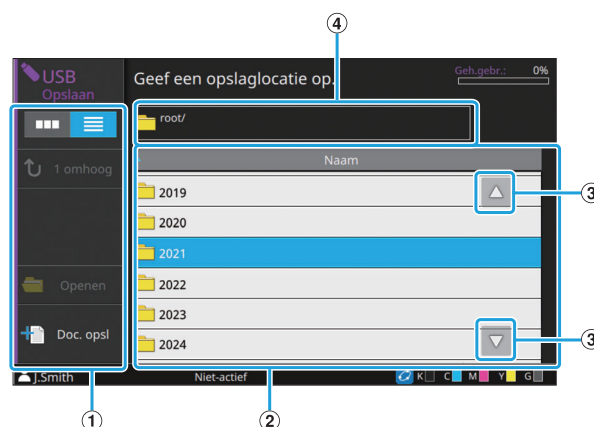 ④
USB
Opslaan
Geef een opslaglocatie op.
Geh.gebr.: 0%
root/
1 omhoog
Naam
2019
③
2020
2021
Openen
2022
2023
Doc. opsl
2024
③
J.Smith
Niet-actief
K C M Y G
① ②